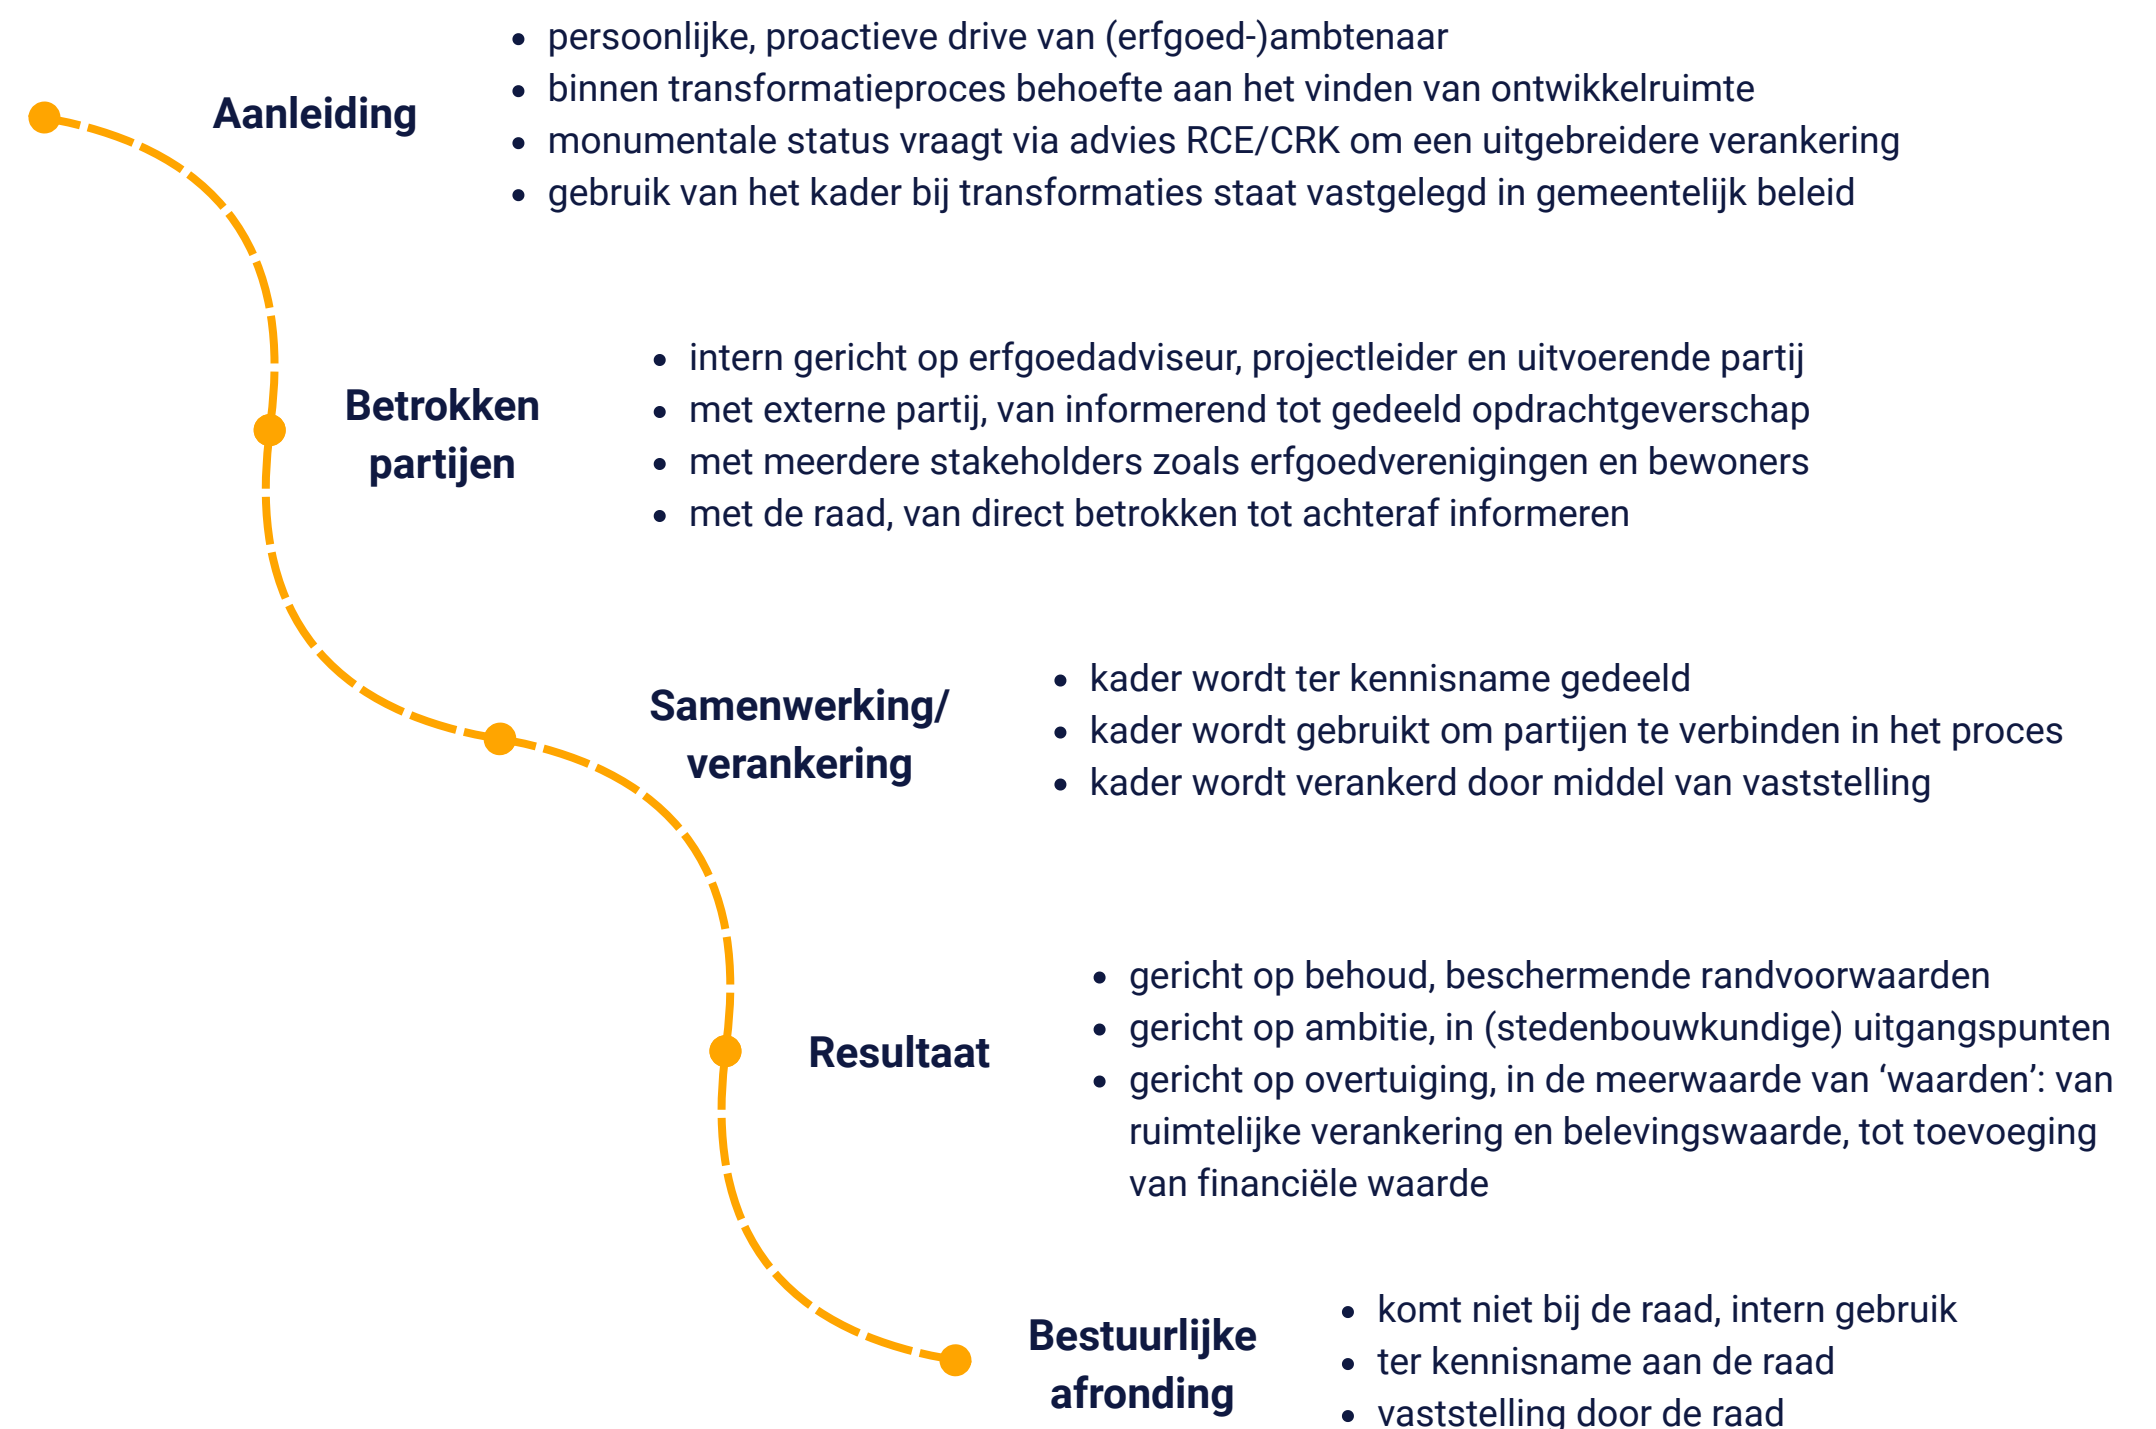 Aanleiding
• persoonlijke, proactieve drive van (erfgoed-)ambtenaar
• binnen transformatieproces behoefte aan het vinden van ontwikkelruimte
• monumentale status vraagt via advies RCE/CRK om een uitgebreidere verankering
• gebruik van het kader bij transformaties staat vastgelegd in gemeentelijk beleid
Betrokken
partijen
• intern gericht op erfgoedadviseur, projectleider en uitvoerende partij
• met externe partij, van informerend tot gedeeld opdrachtgeverschap
• met meerdere stakeholders zoals erfgoedverenigingen en bewoners
• met de raad, van direct betrokken tot achteraf informeren
Samenwerking/
verankering
• kader wordt ter kennisname gedeeld
• kader wordt gebruikt om partijen te verbinden in het proces
• kader wordt verankerd door middel van vaststelling
Resultaat
• gericht op behoud, beschermende randvoorwaarden
• gericht op ambitie, in (stedenbouwkundige) uitgangspunten
• gericht op overtuiging, in de meerwaarde van ‘waarden’: van
ruimtelijke verankering en belevingswaarde, tot toevoeging
van financiële waarde
Bestuurlijke
afronding
• komt niet bij de raad, intern gebruik
• ter kennisname aan de raad
• vaststelling door de raad